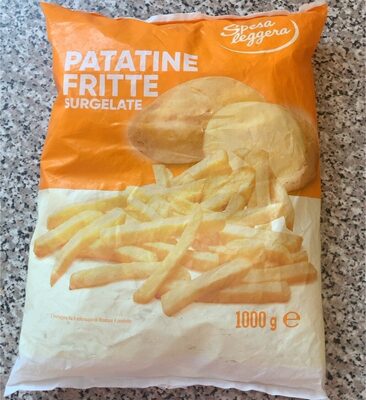 Spesa
leggera
PATATINE
FRITTE
SURGELATE
1000 g ℮